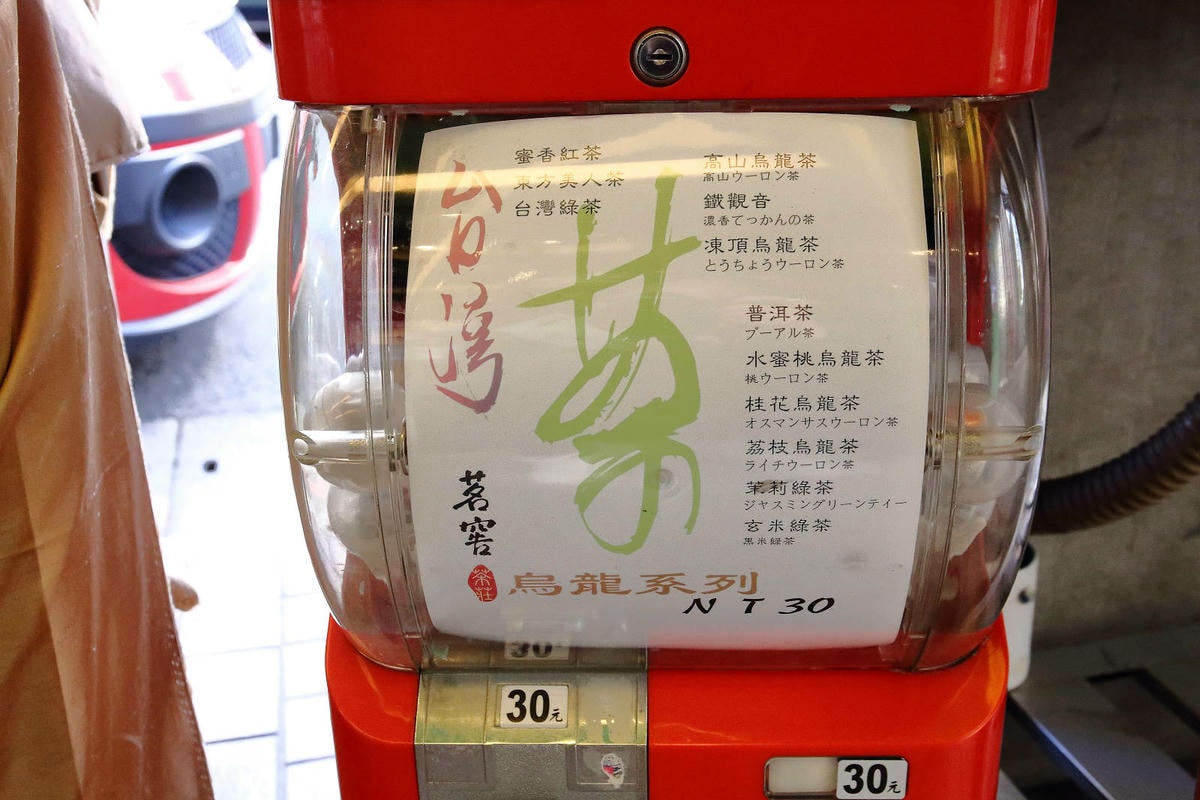 台灣
茶
蜜香紅茶
東方美人茶
台灣綠茶
高山烏龍茶
高山ウーロン茶
鐵觀音
濃香てっかんの茶
凍頂烏龍茶
とうちょうウーロン茶
普洱茶
プーアル茶
水蜜桃烏龍茶
桃ウーロン茶
桂花烏龍茶
オスマンサスウーロン茶
荔枝烏龍茶
ライチウーロン茶
茉莉綠茶
ジャスミングリーンティー
玄米綠茶
黒米緑茶
茗窖
茶莊
烏龍系列
NT 30
30
30元
30元